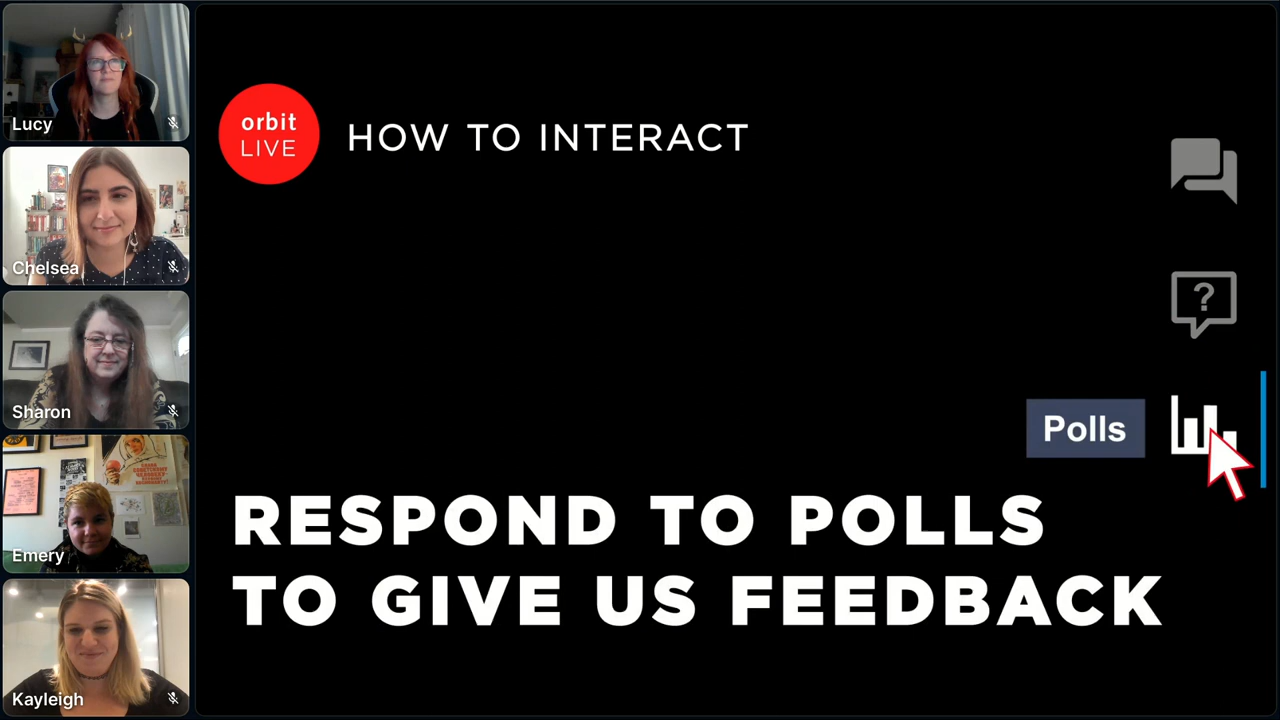 Lucy
Chelsea
Sharon
Emery
Kayleigh
orbit
LIVE
HOW TO INTERACT
?
Polls
RESPOND TO POLLS
TO GIVE US FEEDBACK